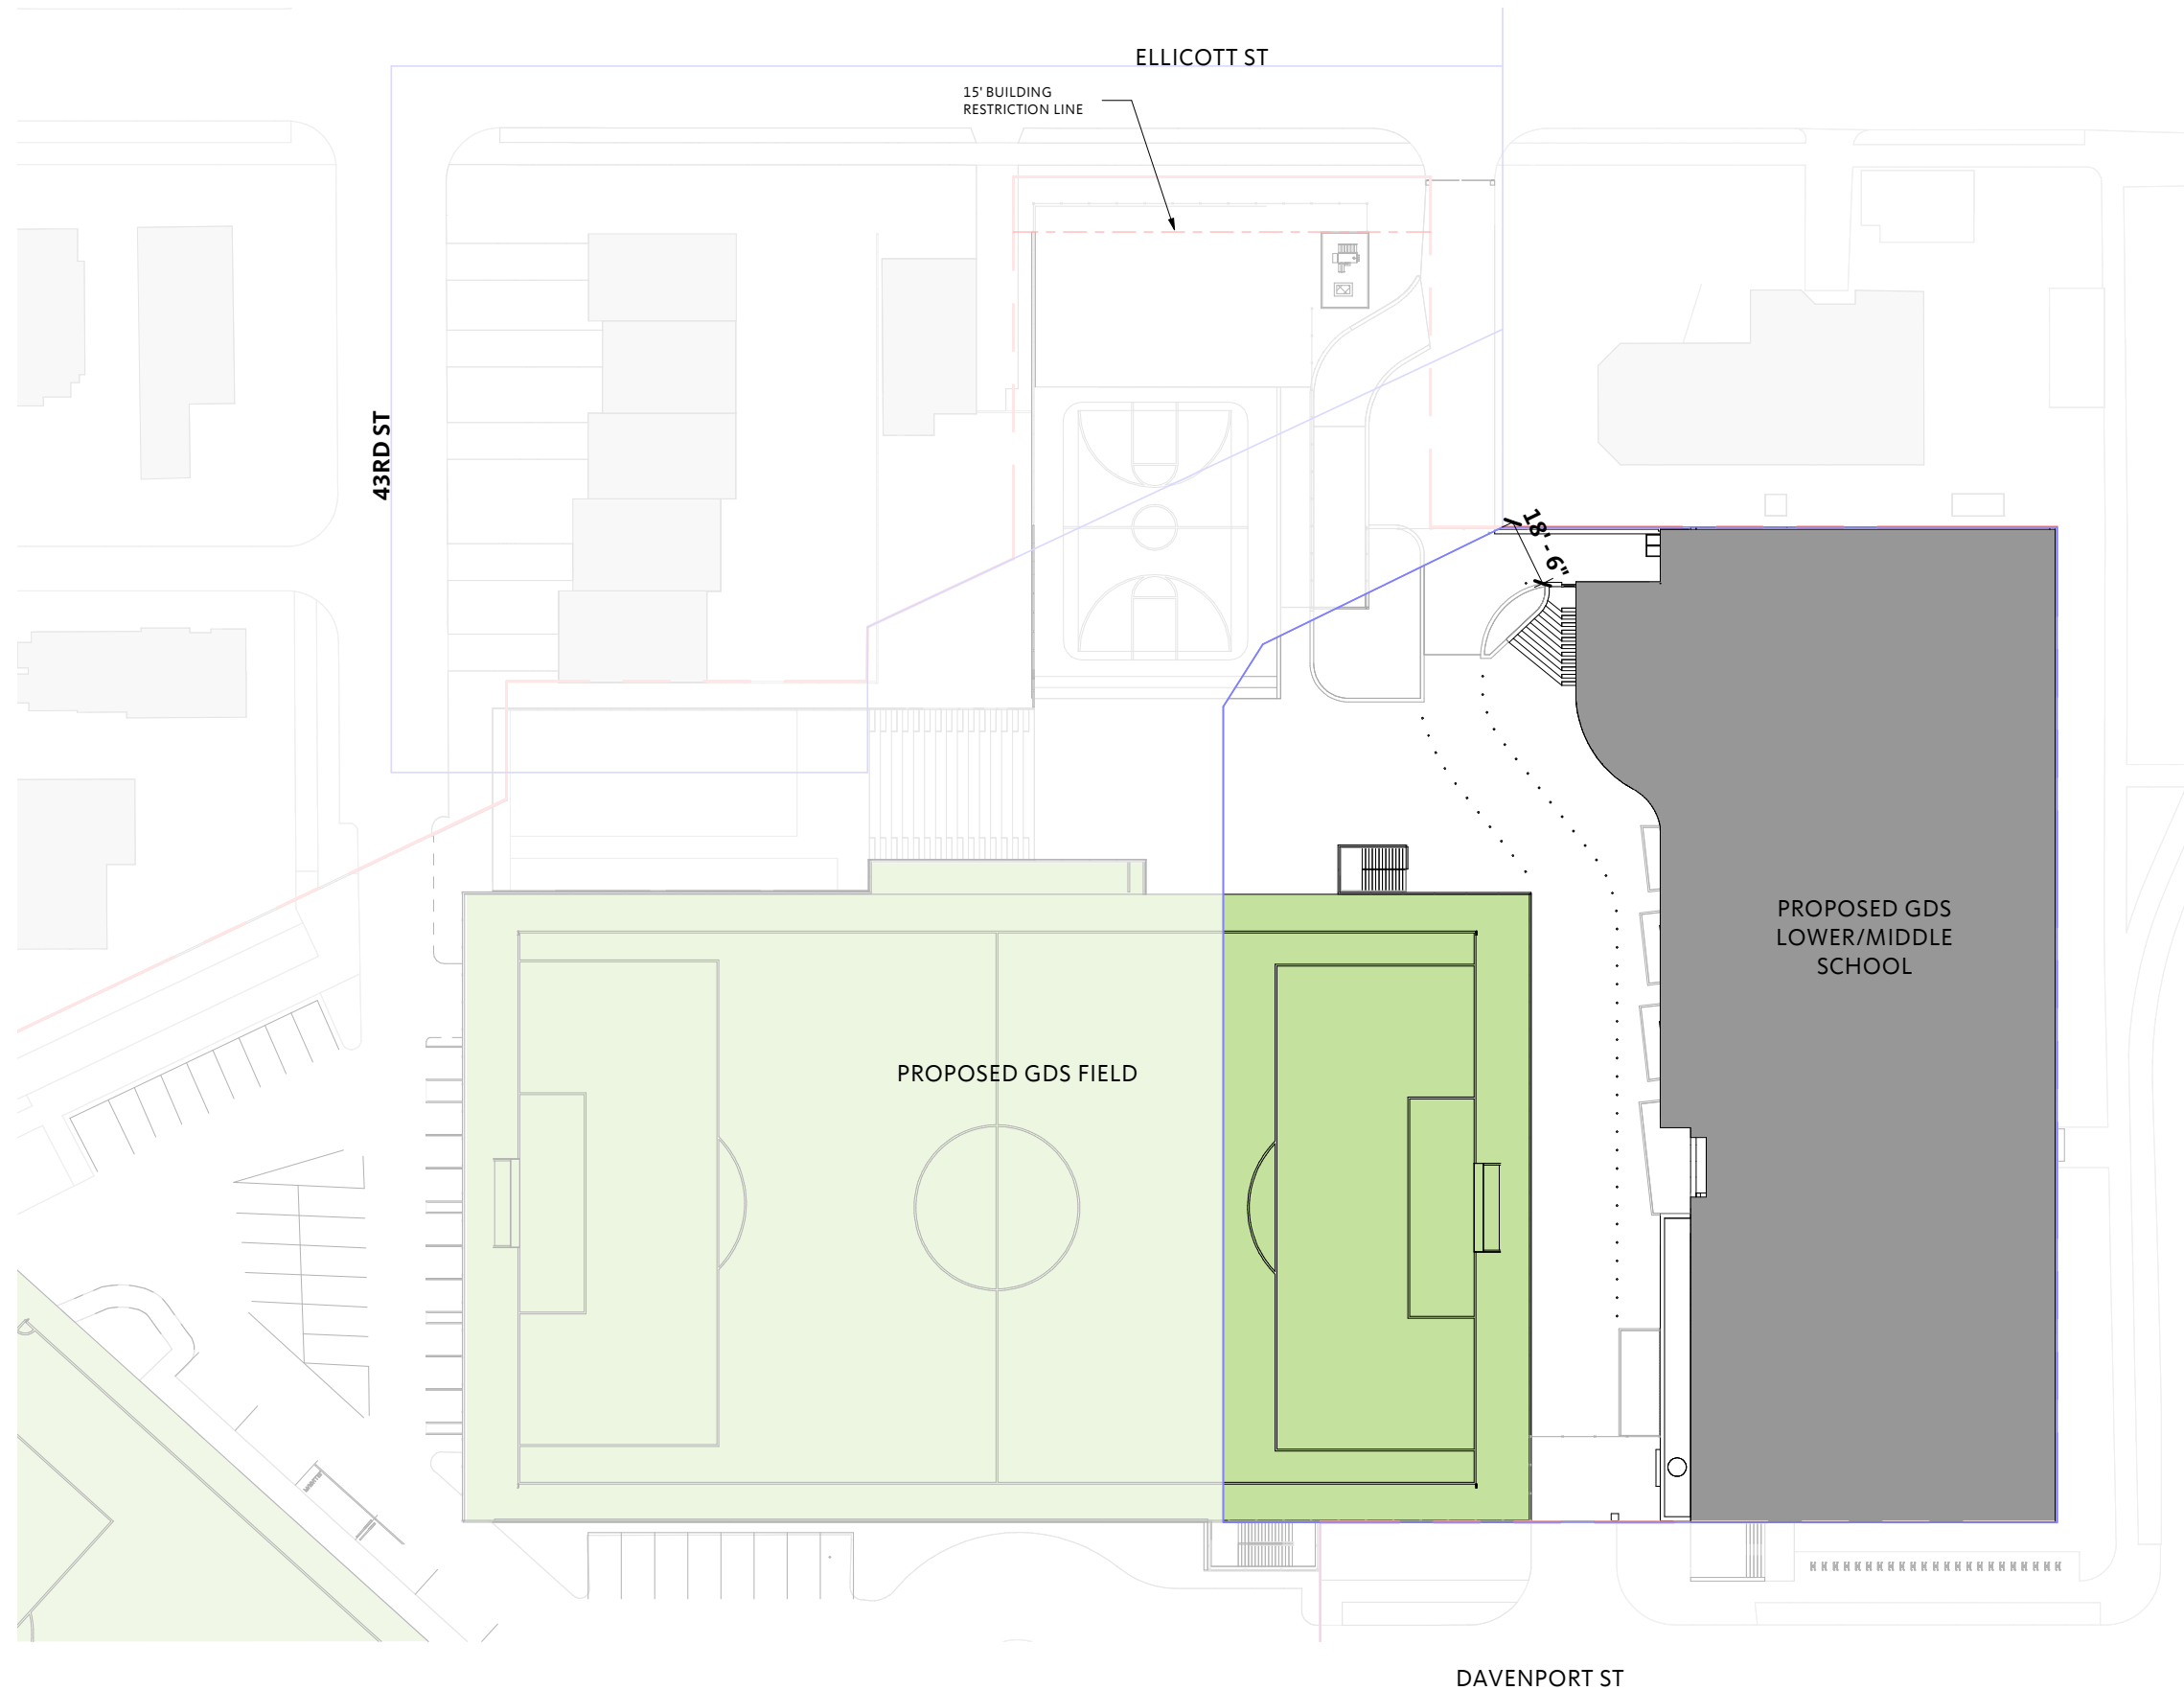 ELLICOTT ST
15' BUILDING
RESTRICTION LINE
43RD ST
18' - 6"
PROPOSED GDS
LOWER/MIDDLE
SCHOOL
PROPOSED GDS FIELD
DAVENPORT ST